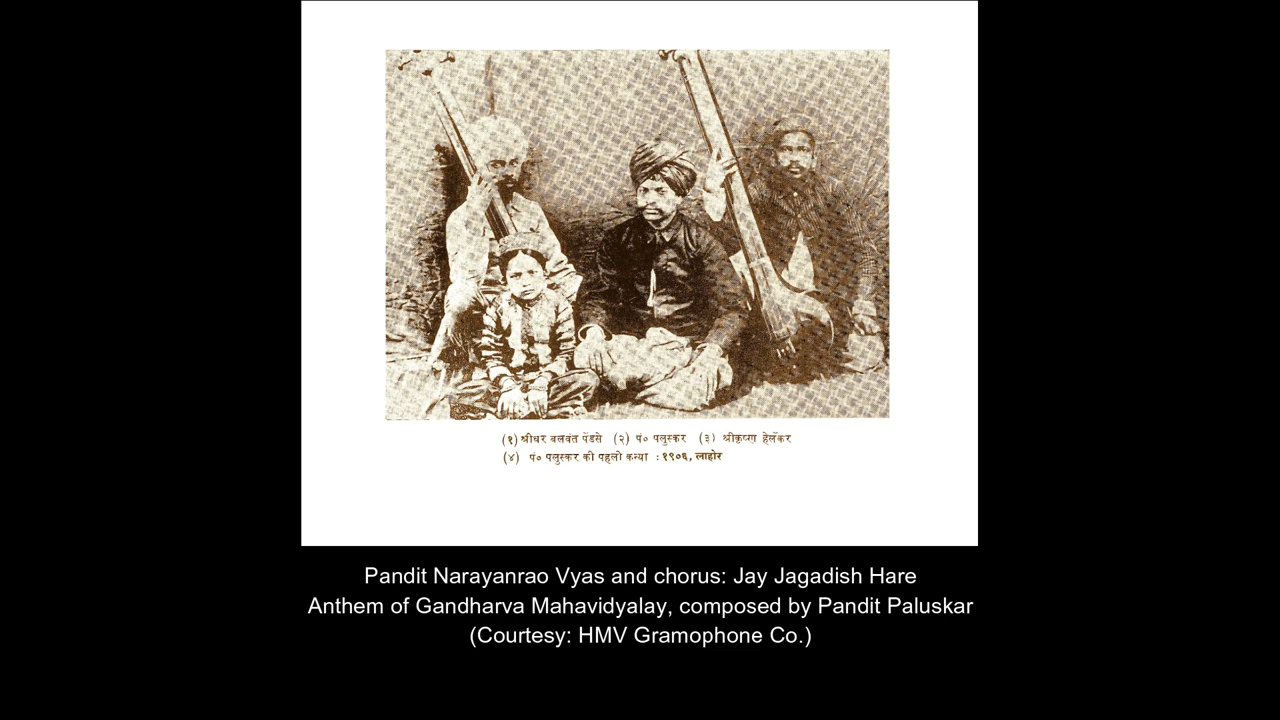 (१) श्रीधर बलवंत पेंडसे (२) पं० पलुस्कर (३) श्रीकृष्ण हेर्लेकर
(४) पं० पलुस्कर की पहली कन्या : १९०६, लाहोर
Pandit Narayanrao Vyas and chorus: Jay Jagadish Hare
Anthem of Gandharva Mahavidyalay, composed by Pandit Paluskar
(Courtesy: HMV Gramophone Co.)